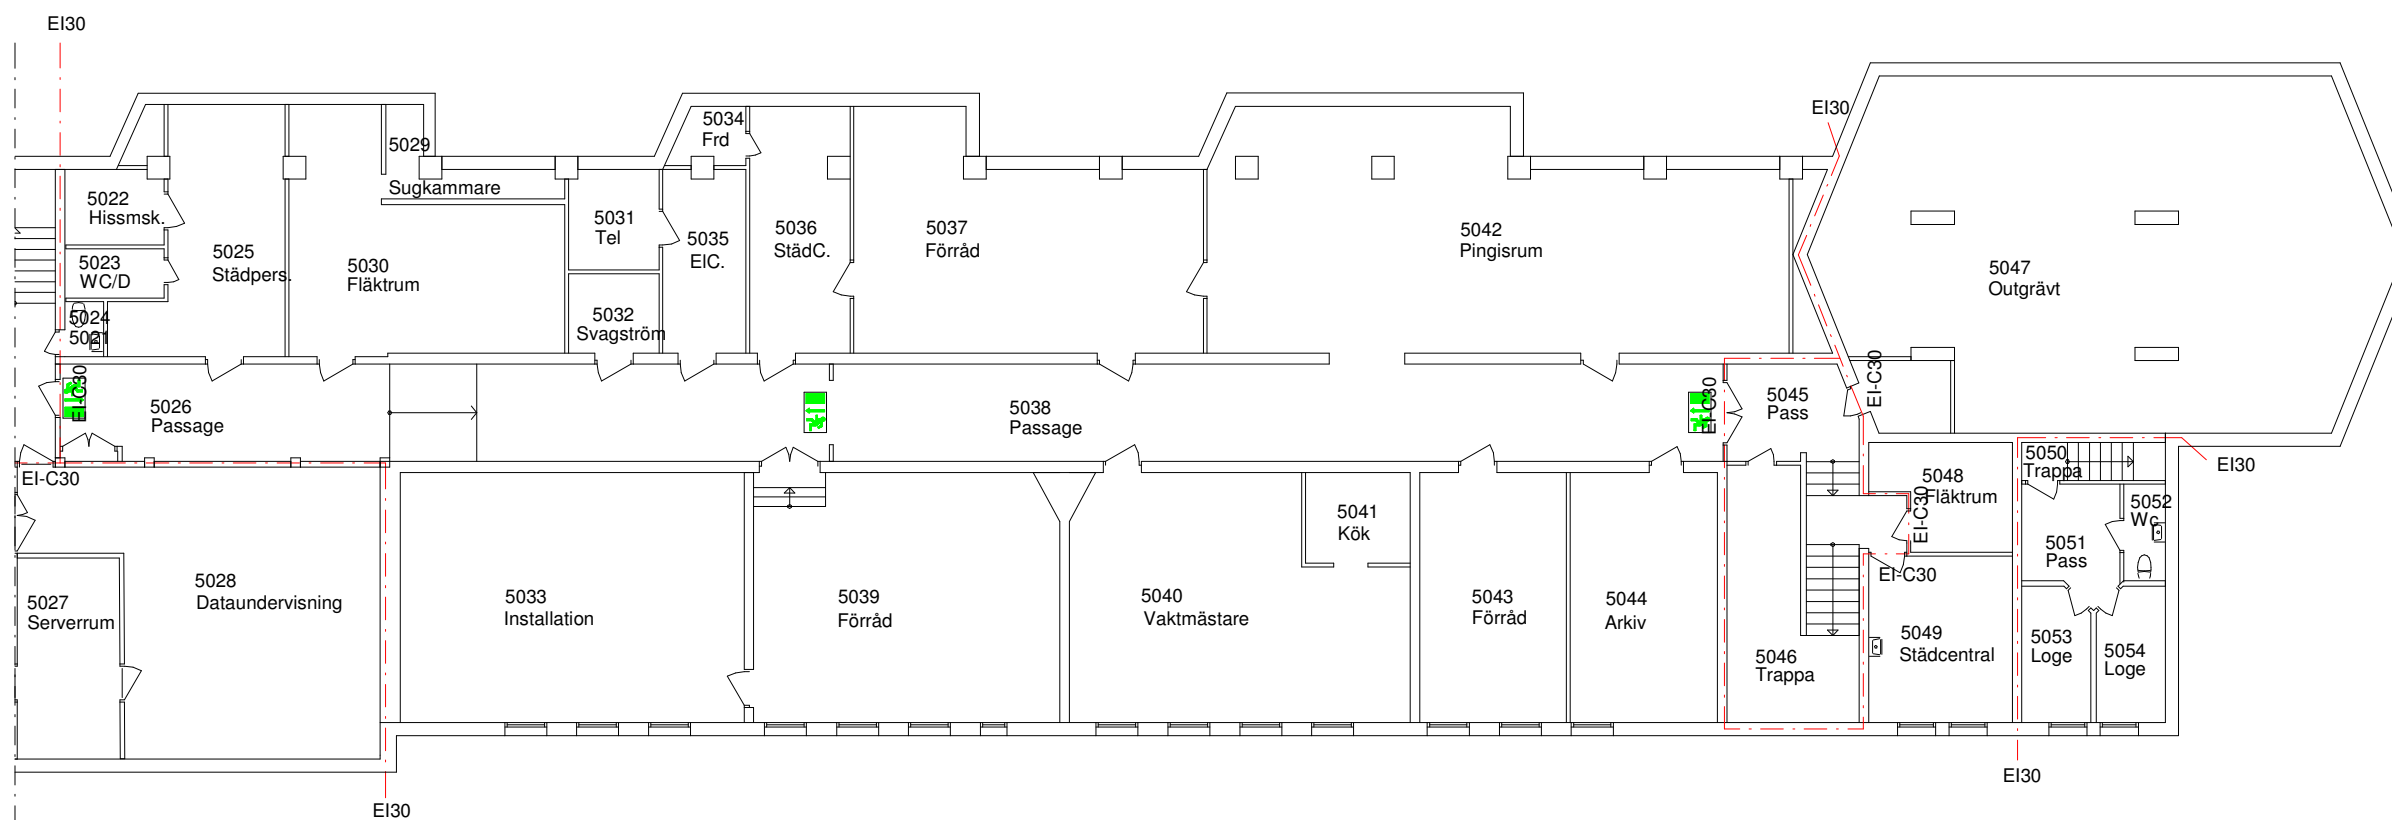 EI30
EI30
EI30
5022
Hissmsk.
5023
WC/D
5024
5021
5025
Städpers.
5029
Sugkammare
5030
Fläktrum
5031
Tel
5032
Svagström
5034
Frd
5035
ElC.
5036
StädC.
5037
Förråd
5042
Pingisrum
5047
Outgrävt
EI-C30
5026
Passage
5038
Passage
EI-C30
5045
Pass
EI-C30
EI-C30
5027
Serverrum
5028
Dataundervisning
5033
Installation
5039
Förråd
5040
Vaktmästare
5041
Kök
5043
Förråd
5044
Arkiv
5046
Trappa
5048
Fläktrum
EI-C30
EI-C30
5049
Städcentral
5050
Trappa
EI30
5052
Wc
5051
Pass
5053
Loge
5054
Loge
EI30
EI30